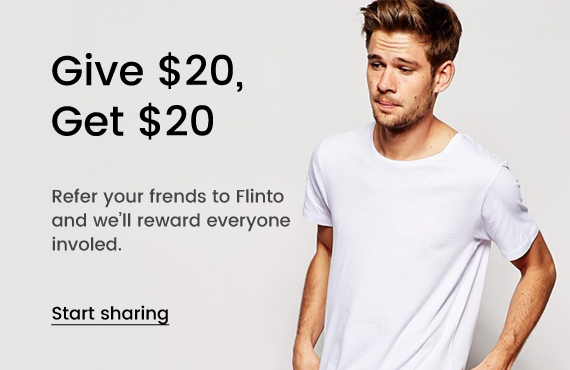 Give $20,
Get $20
Refer your frends to Flinto
and we'll reward everyone
involed.
Start sharing